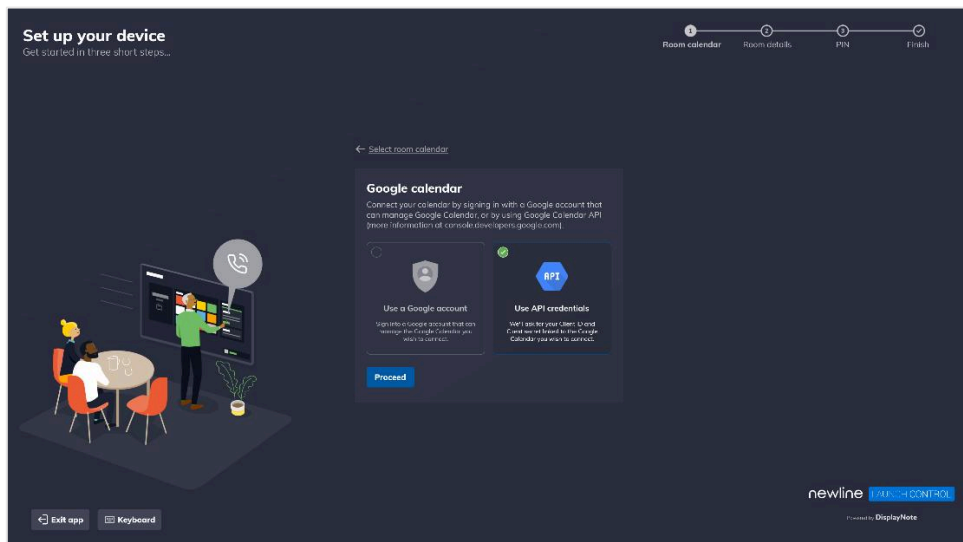 Set up your device
Get started in three short steps...
1
2
3
Room calendar
Room details
PIN
Finish
Select room calendar
Google calendar
Connect your calendar by signing in with a Google account that
can manage Google Calendar, or by using Google Calendar API
(more information at console.developers.google.com).
Use a Google account
Sign into a Google account that can
manage the Google Calendar you
wish to connect.
API
Use API credentials
We'll ask for your Client ID and
Client secret linked to the Google
Calendar you wish to connect.
Proceed
newline LAUNCH CONTROL
Powered by DisplayNote
Exit app
Keyboard